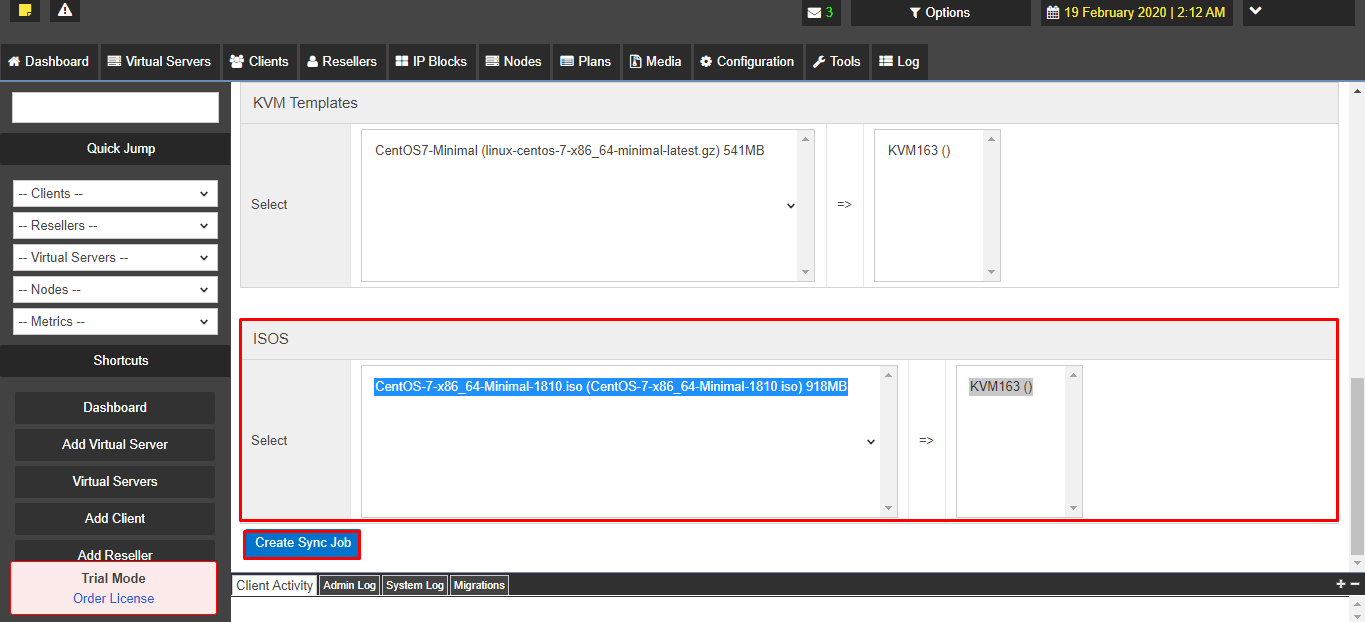 3
Options
19 February 2020 | 2:12 AM
Dashboard
Virtual Servers
Clients
Resellers
IP Blocks
Nodes
Plans
Media
Configuration
Tools
Log
Quick Jump
-- Clients --
-- Resellers --
-- Virtual Servers --
-- Nodes --
-- Metrics --
Shortcuts
Dashboard
Add Virtual Server
Virtual Servers
Add Client
Add Reseller
Trial Mode
Order License
KVM Templates
Select
CentOS7-Minimal (linux-centos-7-x86_64-minimal-latest.gz) 541MB
=>
KVM163 ()
ISOS
Select
CentOS-7-x86_64-Minimal-1810.iso (CentOS-7-x86_64-Minimal-1810.iso) 918MB
=>
KVM163 ()
Create Sync Job
Client Activity
Admin Log
System Log
Migrations